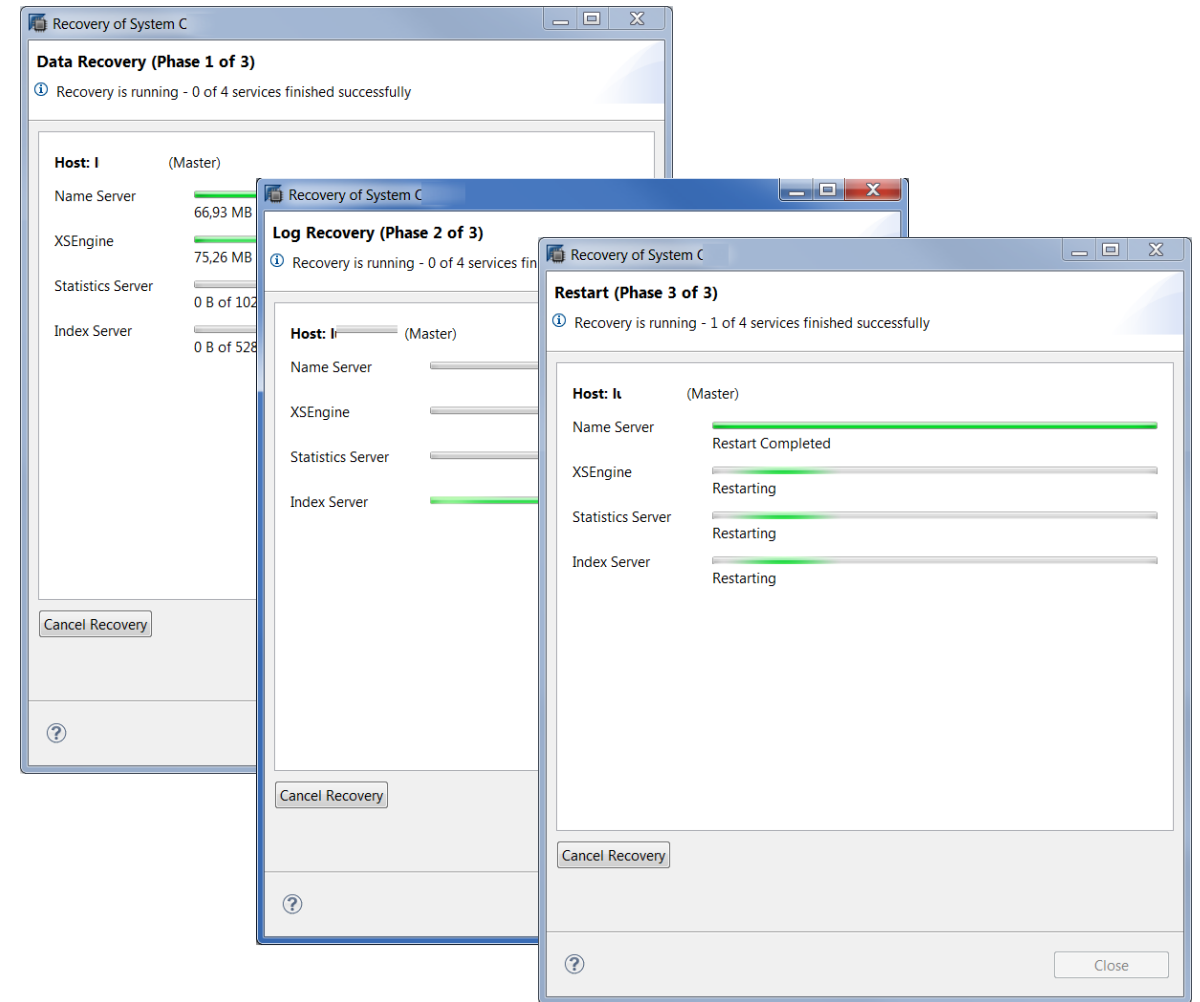 Recovery of System C
Data Recovery (Phase 1 of 3)
Recovery is running - 0 of 4 services finished successfully
Host: (Master)
Name Server
66,93 MB
XSEngine
75,26 MB
Statistics Server
0 B of 102
Index Server
0 B of 528
Cancel Recovery
Recovery of System C
Log Recovery (Phase 2 of 3)
Recovery is running - 0 of 4 services fin
Host: (Master)
Name Server
XSEngine
Statistics Server
Index Server
Cancel Recovery
Recovery of System C
Restart (Phase 3 of 3)
Recovery is running - 1 of 4 services finished successfully
Host: (Master)
Name Server
Restart Completed
XSEngine
Restarting
Statistics Server
Restarting
Index Server
Restarting
Cancel Recovery
Close